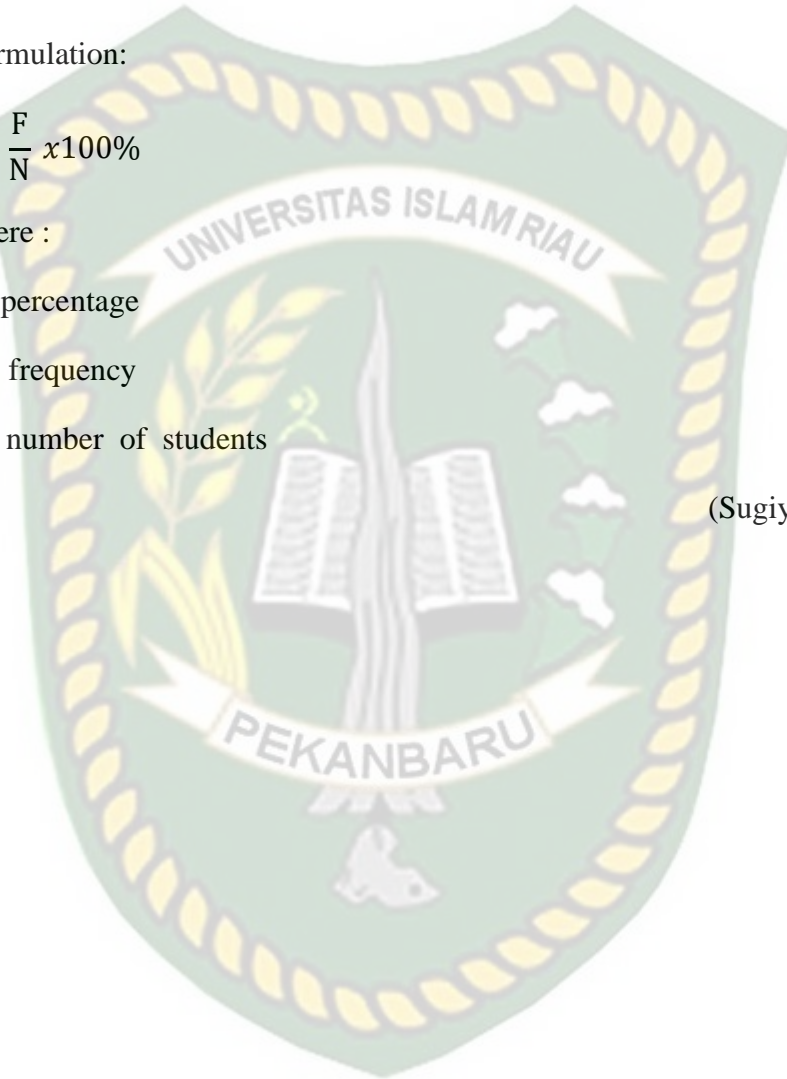 rmulation:
F/N x100%
ere :
percentage
frequency
number of students
(Sugiy
UNIVERSITAS ISLAM RIAU
PEKANBARU